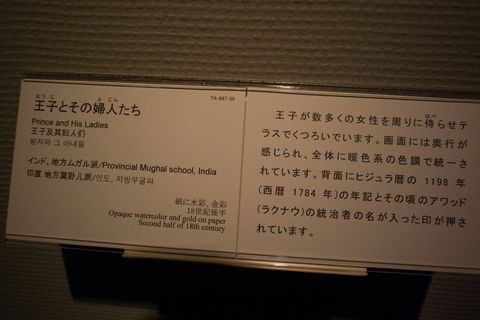 TA-647-20
おうじ ふじん
王子とその婦人たち
Prince and His Ladies
王子及其妇人们
왕자와 그 아내들
インド、地方ムガル派/Provincial Mughal school, India
印度 地方莫卧儿派/인도, 지방무굴파
紙に水彩、金彩
18世紀後半
Opaque watercolor and gold on paper
Second half of 18th century
はべ
王子が数多くの女性を周りに侍らせテ
ラスでくつろいでいます。画面には奥行が
感じられ、全体に暖色系の色調で統一さ
れています。背面にヒジュラ暦の 1198 年
(西暦 1784 年)の年記とその頃のアワッド
(ラクナウ)の統治者の名が入った印が押さ
れています。